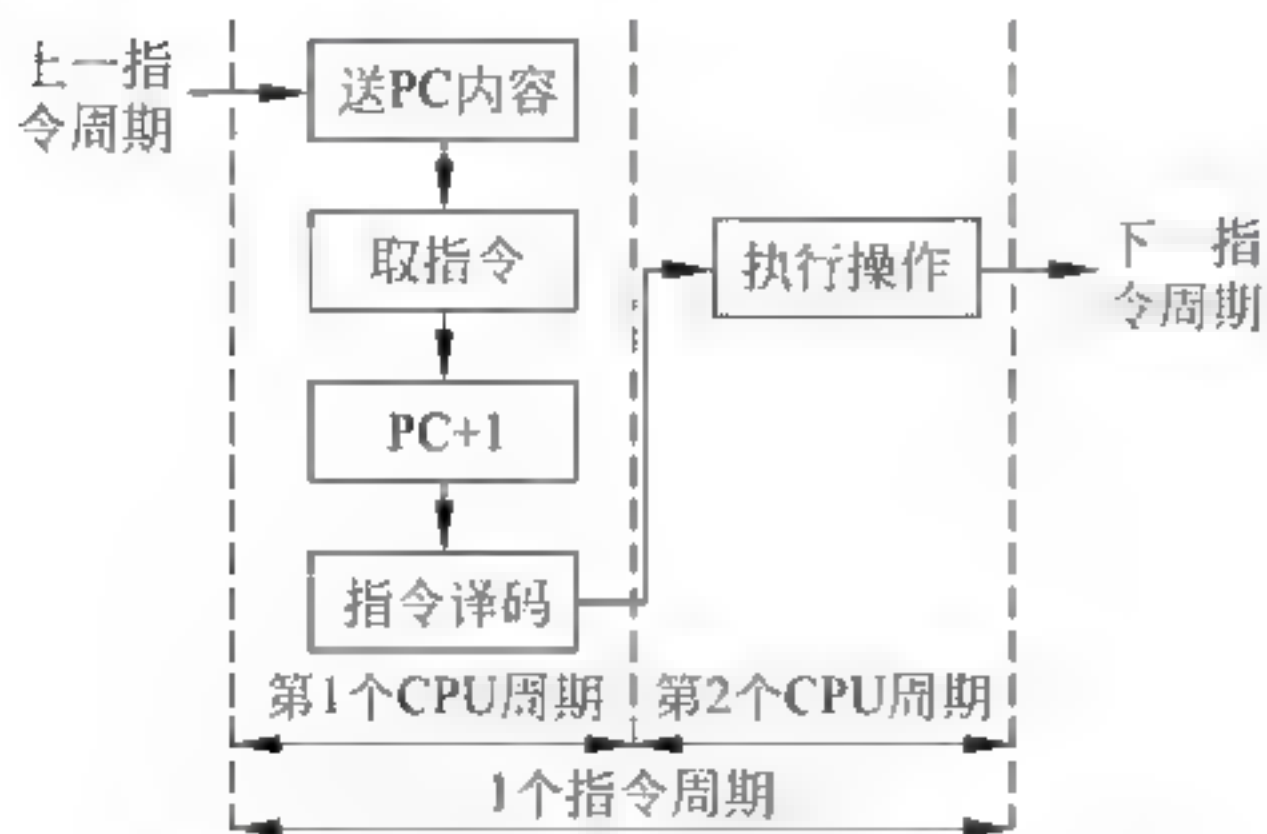 上一指
令周期
送PC内容
取指令
PC+1
指令译码
执行操作
下一指
令周期
第1个CPU周期
第2个CPU周期
1个指令周期